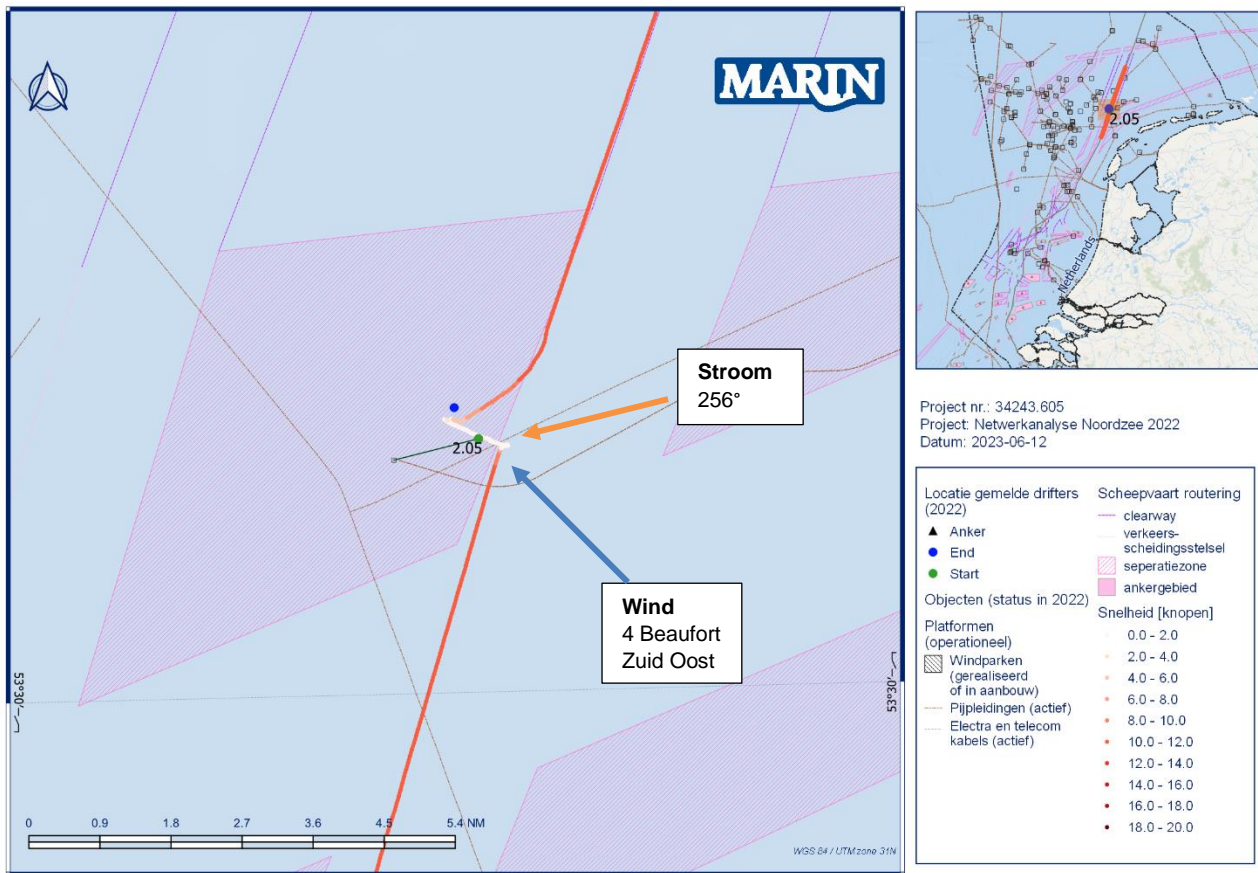 MARIN
Stroom
256°
2.05
Wind
4 Beaufort
Zuid Oost
53°30'
53°30'
0 0.9 1.8 2.7 3.6 4.5 5.4 NM
WGS 84 / UTM zone 31N
2.05
Netherlands
Project nr.: 34243.605
Project: Netwerkanalyse Noordzee 2022
Datum: 2023-06-12
Locatie gemelde drifters
(2022)
Anker
End
Start
Objecten (status in 2022)
Platformen
(operationeel)
Windparken
(gerealiseerd
of in aanbouw)
Pijpleidingen (actief)
Electra en telecom
kabels (actief)
Scheepvaart routering
clearway
verkeers-
scheidingsstelsel
seperatiezone
ankergebied
Snelheid [knopen]
0.0 - 2.0
2.0 - 4.0
4.0 - 6.0
6.0 - 8.0
8.0 - 10.0
10.0 - 12.0
12.0 - 14.0
14.0 - 16.0
16.0 - 18.0
18.0 - 20.0